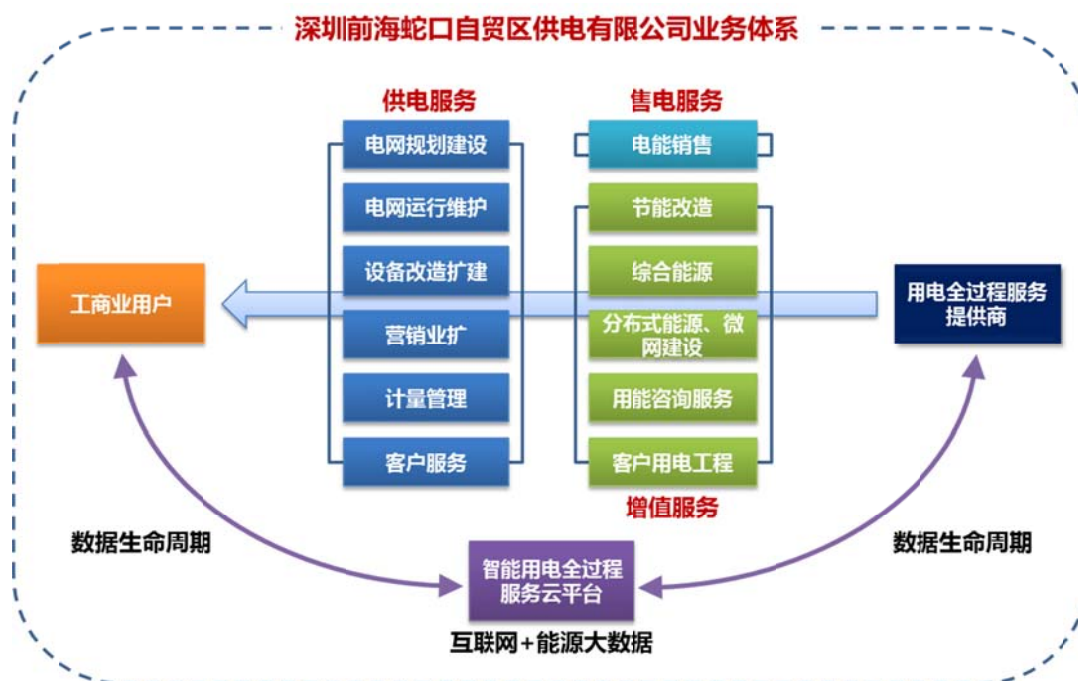 深圳前海蛇口自贸区供电有限公司业务体系
供电服务
电网规划建设
电网运行维护
设备改造扩建
营销业扩
计量管理
客户服务
售电服务
电能销售
节能改造
综合能源
分布式能源、微
网建设
用能咨询服务
客户用电工程
增值服务
工商业用户
用电全过程服务
提供商
数据生命周期
数据生命周期
智能用电全过程
服务云平台
互联网+能源大数据